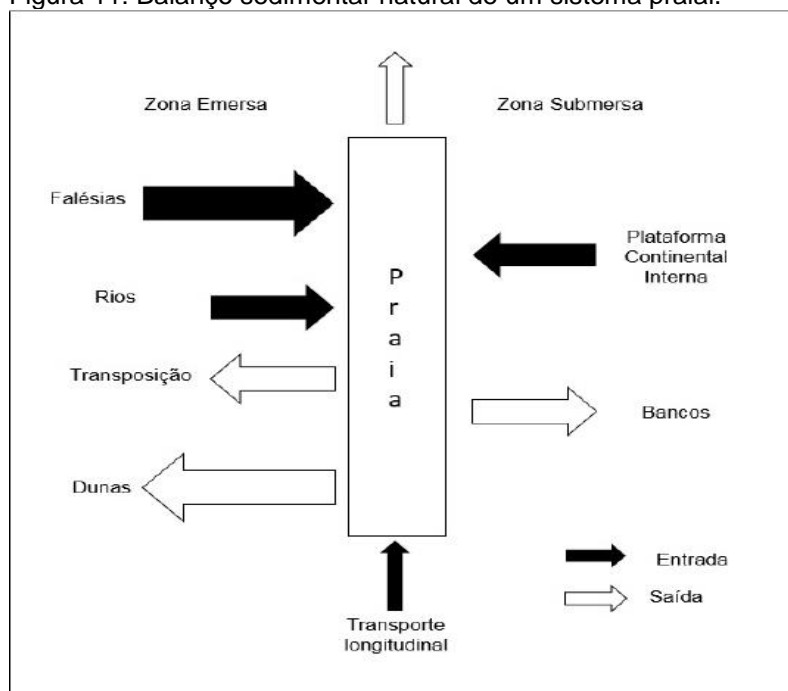 Figura 11: Balanço sedimentar natural de um sistema praial.
Zona Emersa
Zona Submersa
Falésias
Plataforma
Continental
Interna
Rios
Praia
Transposição
Bancos
Dunas
Entrada
Saída
Transporte
longitudinal